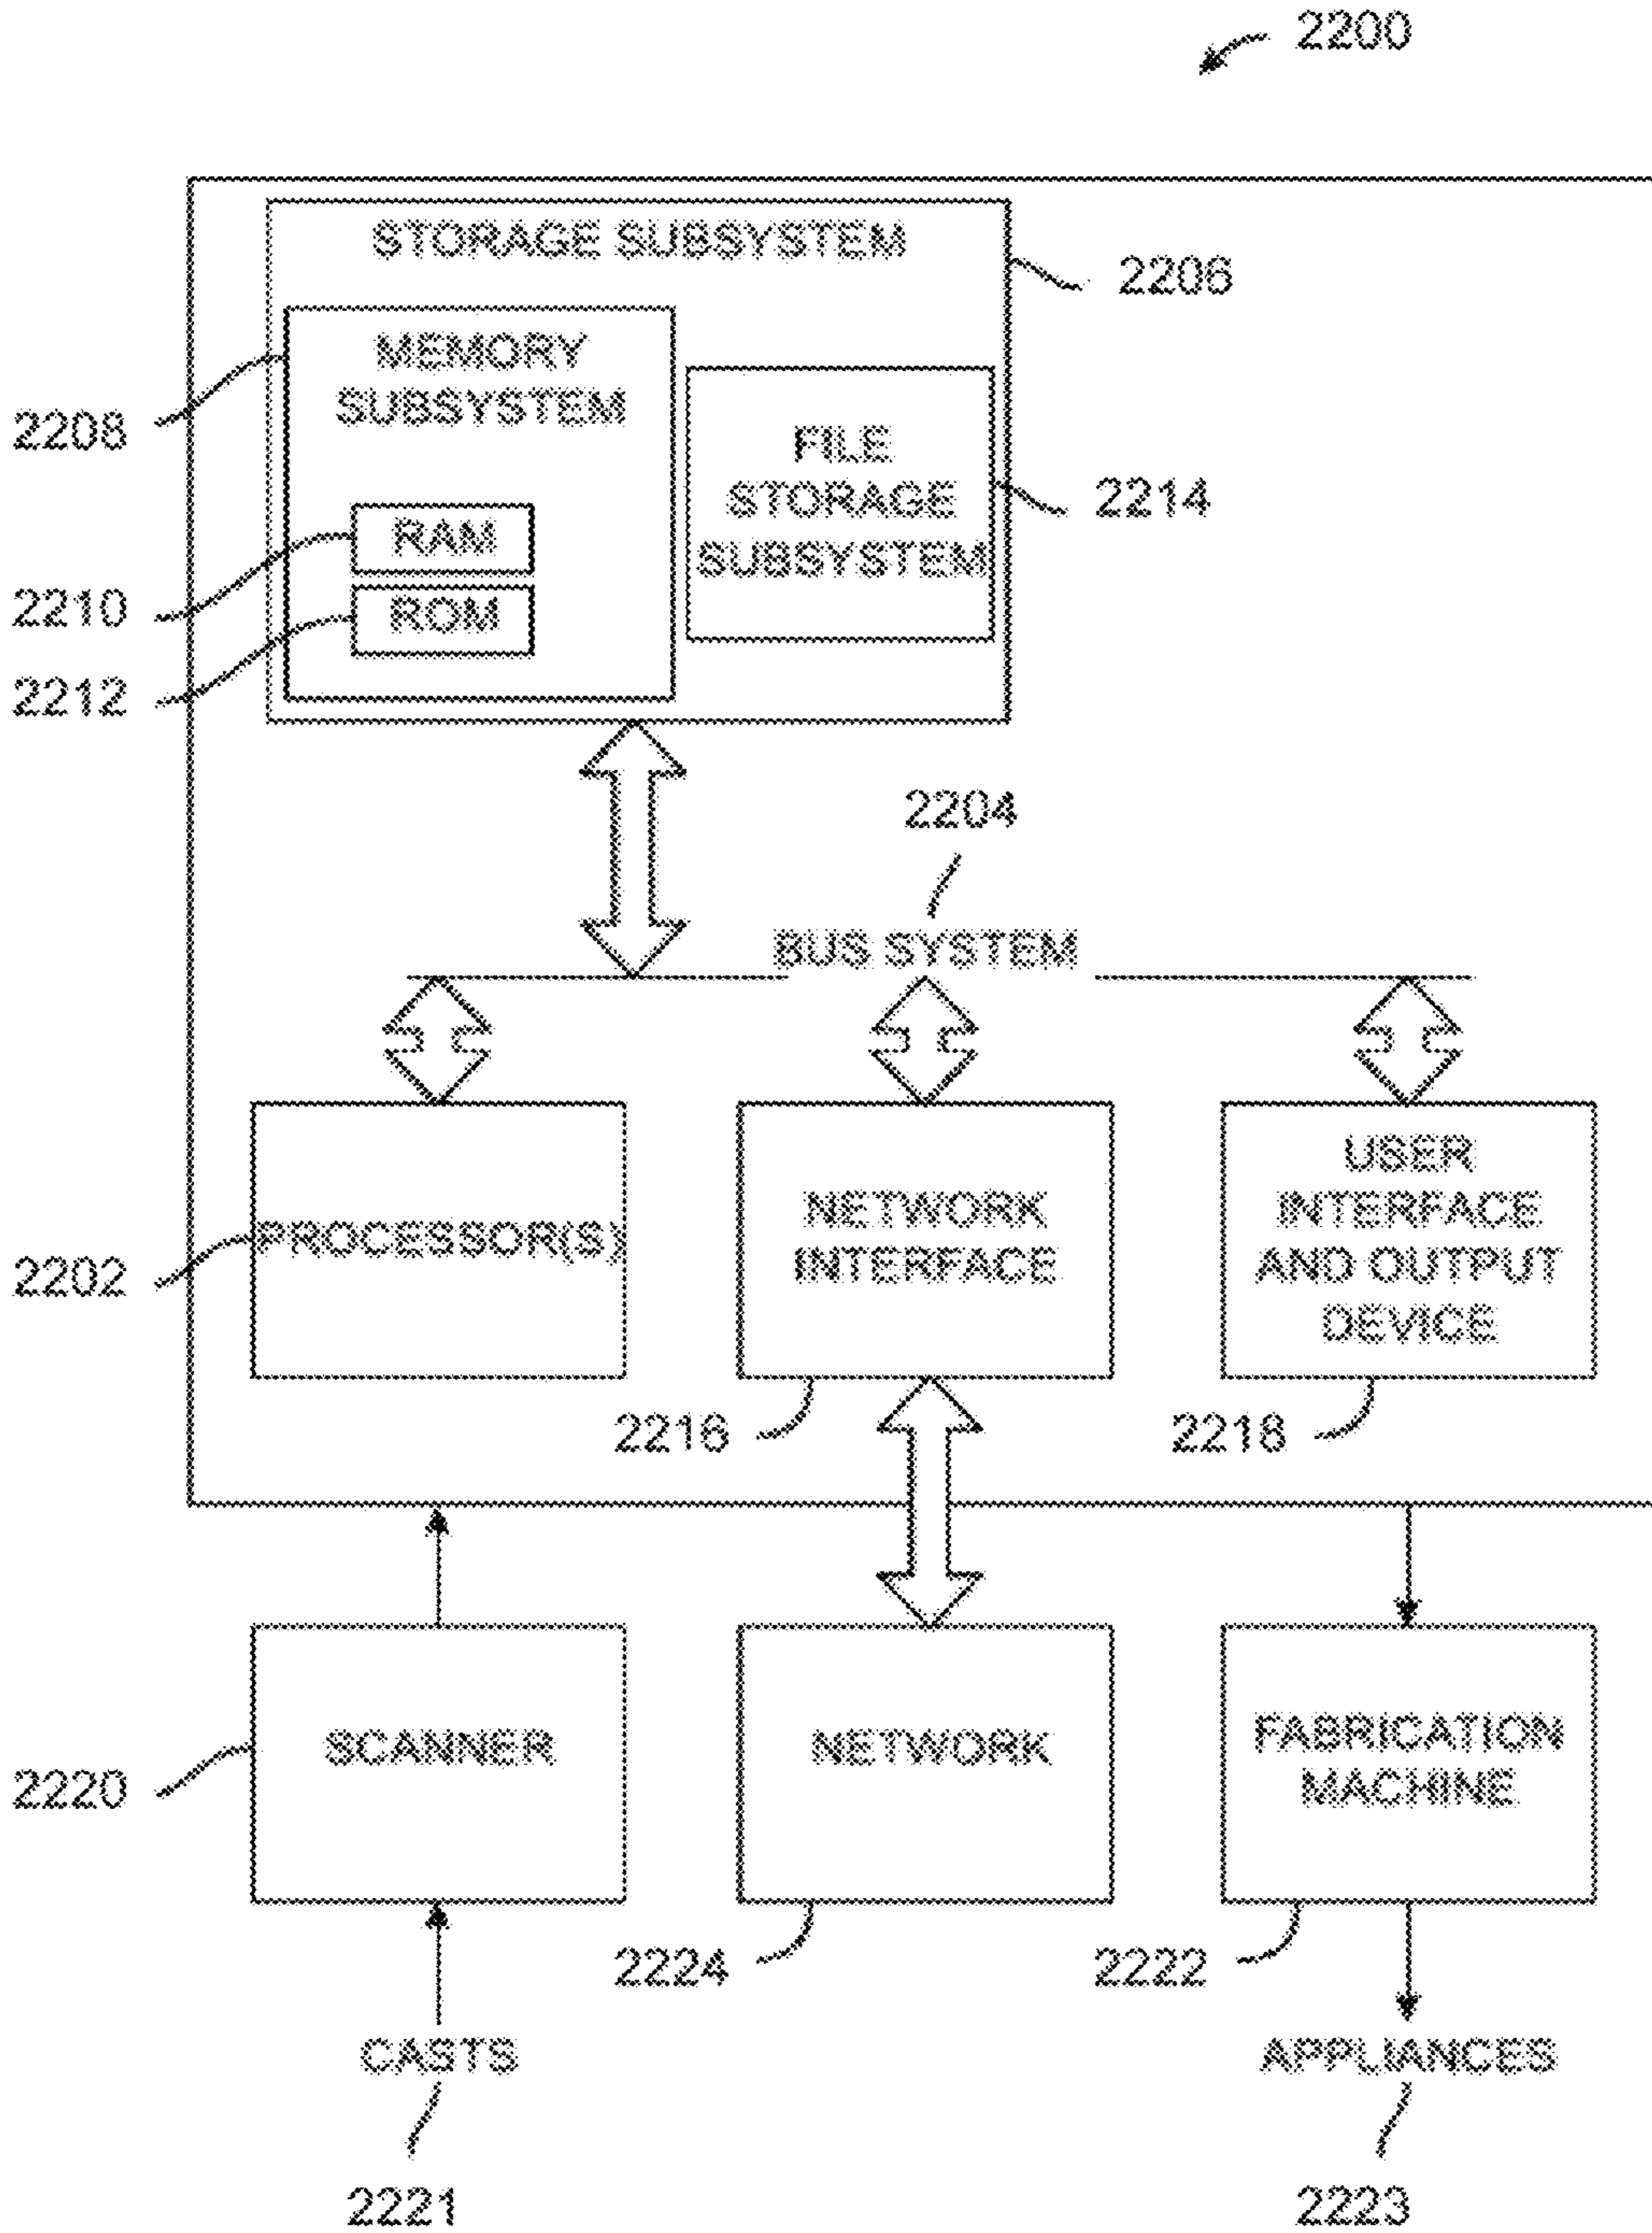 2200
STORAGE SUBSYSTEM
2206
MEMORY
SUBSYSTEM
2208
FILE
STORAGE
SUBSYSTEM
2214
RAM
2210
ROM
2212
2204
BUS SYSTEM
PROCESSOR(S)
2202
NETWORK
INTERFACE
2216
USER
INTERFACE
AND OUTPUT
DEVICE
2218
SCANNER
2220
NETWORK
2224
FABRICATION
MACHINE
2222
CASTS
2221
APPLIANCES
2223